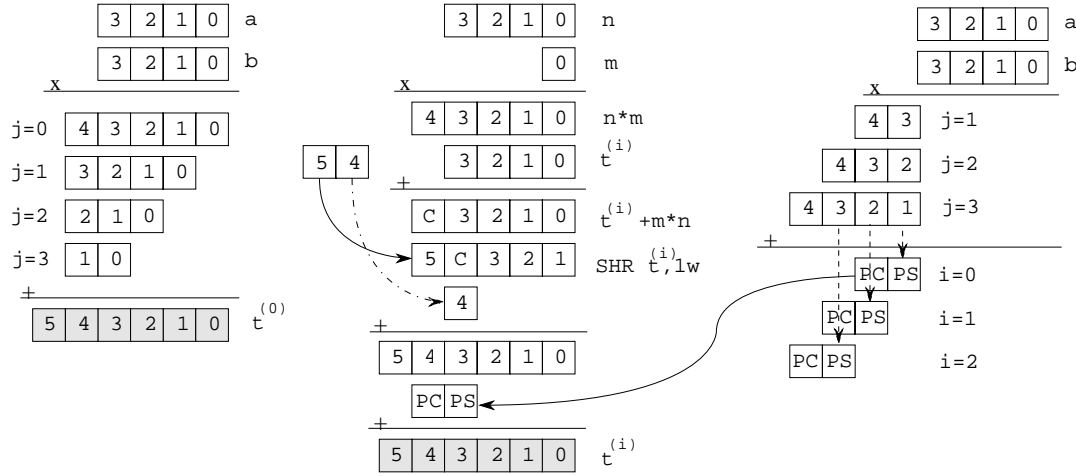 3 2 1 0 a
3 2 1 0 b
x
j=0 4 3 2 1 0
j=1 3 2 1 0
j=2 2 1 0
j=3 1 0
+
5 4 3 2 1 0 t(0)
3 2 1 0 n
0 m
x
4 3 2 1 0 n*m
5 4
3 2 1 0 t(i)
+
C 3 2 1 0 t(i)+m*n
5 C 3 2 1 SHR t(i),1w
4
+
5 4 3 2 1 0
PC PS
+
5 4 3 2 1 0 t(i)
3 2 1 0 a
3 2 1 0 b
x
4 3 j=1
4 3 2 j=2
4 3 2 1 j=3
+
PC PS i=0
PC PS i=1
PC PS i=2